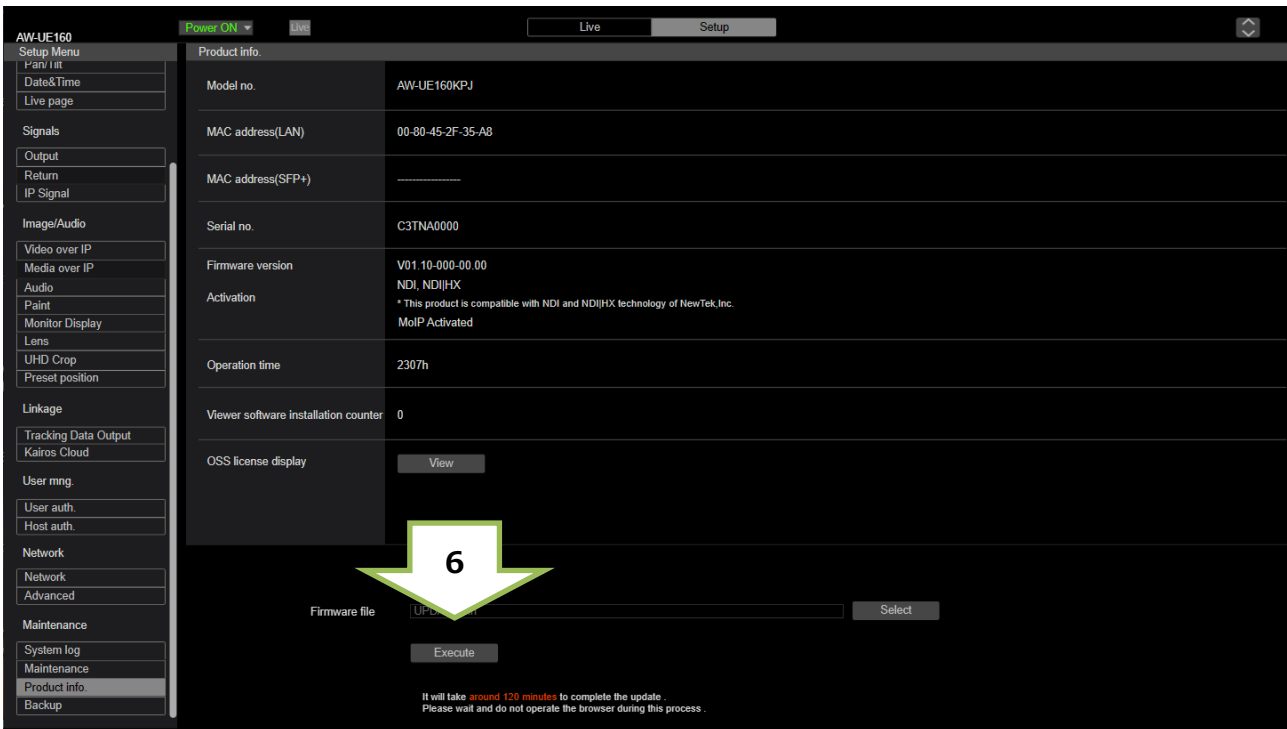 AW-UE160
Power ON
Live
Live
Setup
Setup Menu
Pan/Tilt
Date&Time
Live page
Signals
Output
Return
IP Signal
Image/Audio
Video over IP
Media over IP
Audio
Paint
Monitor Display
Lens
UHD Crop
Preset position
Linkage
Tracking Data Output
Kairos Cloud
User mng.
User auth.
Host auth.
Network
Network
Advanced
Maintenance
System log
Maintenance
Product info.
Backup
Product info.
Model no. AW-UE160KPJ
MAC address(LAN) 00-80-45-2F-35-A8
MAC address(SFP+) -----------------
Serial no. C3TNA0000
Firmware version V01.10-000-00.00
NDI, NDI|HX
Activation
* This product is compatible with NDI and NDI|HX technology of NewTek,Inc.
MoIP Activated
Operation time 2307h
Viewer software installation counter 0
OSS license display View
6
Firmware file Select
Execute
It will take around 120 minutes to complete the update .
Please wait and do not operate the browser during this process .